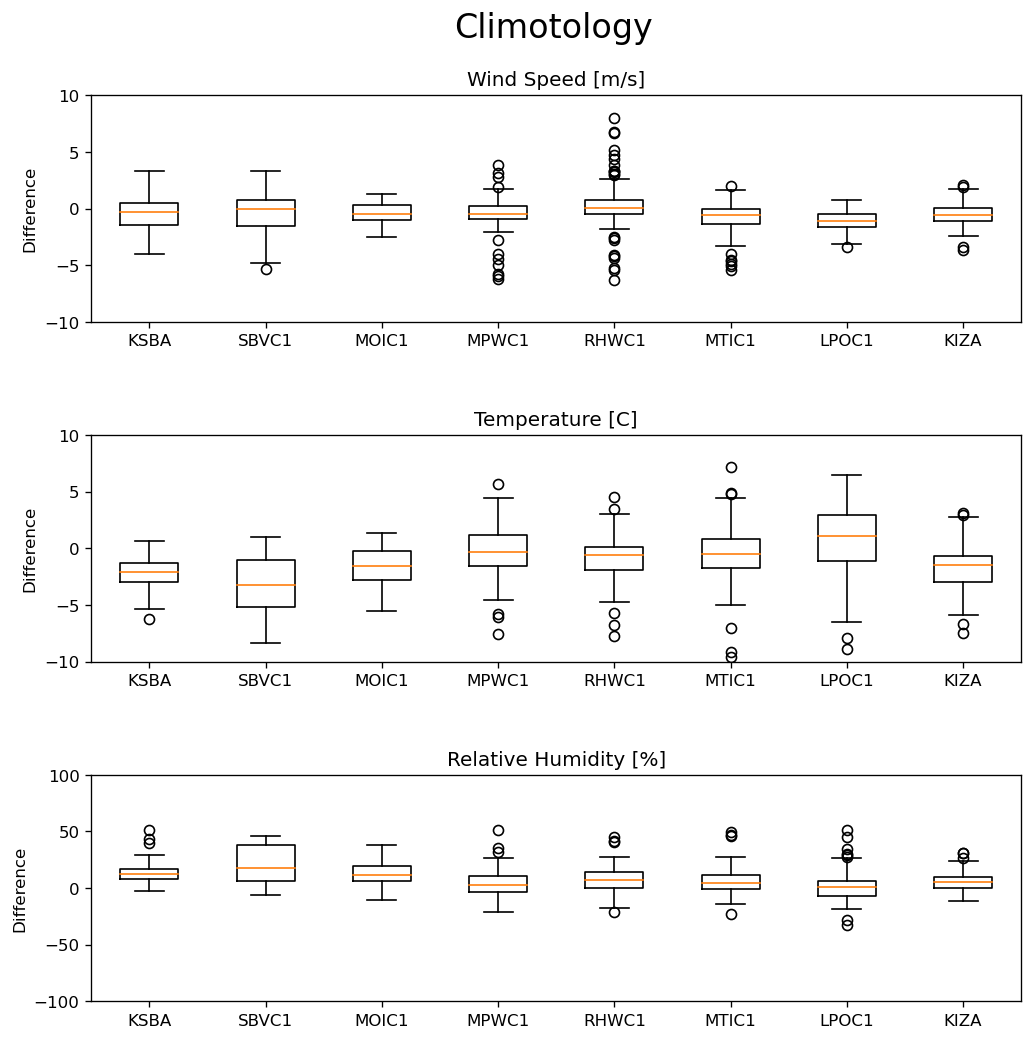 Climotology
Wind Speed [m/s]
10
5
0
−5
−10
Difference
KSBA SBVC1 MOIC1 MPWC1 RHWC1 MTIC1 LPOC1 KIZA
Temperature [C]
10
5
0
−5
−10
Difference
KSBA SBVC1 MOIC1 MPWC1 RHWC1 MTIC1 LPOC1 KIZA
Relative Humidity [%]
100
50
0
−50
−100
Difference
KSBA SBVC1 MOIC1 MPWC1 RHWC1 MTIC1 LPOC1 KIZA